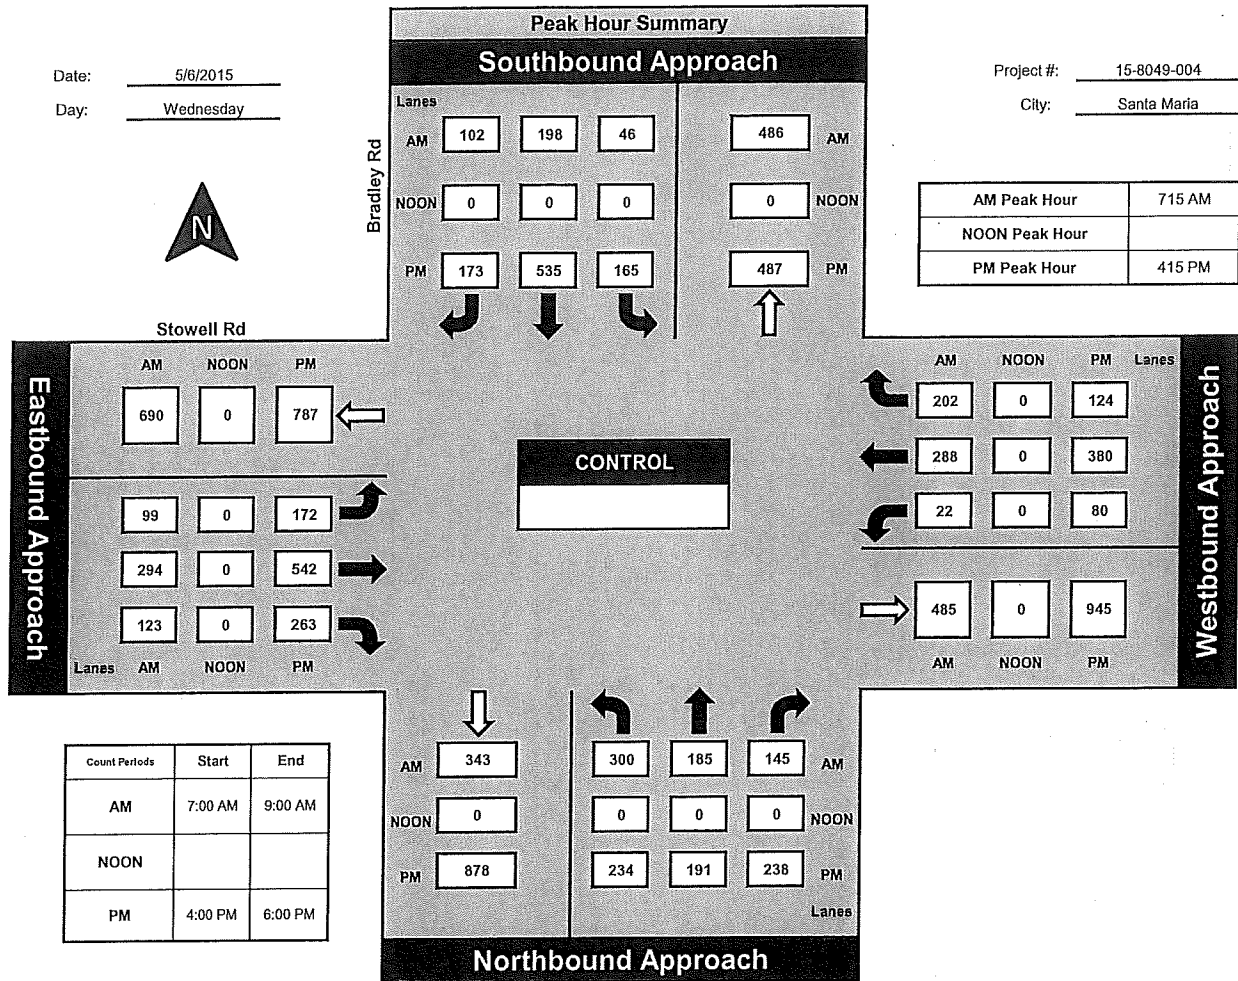 Peak Hour Summary
Southbound Approach
Date: 5/6/2015
Day: Wednesday
Project #: 15-8049-004
City: Santa Maria
N
Bradley Rd
Lanes
AM 102 198 46 486 AM
NOON 0 0 0 0 NOON
PM 173 535 165 487 PM
AM Peak Hour 715 AM
NOON Peak Hour
PM Peak Hour 415 PM
Stowell Rd
Eastbound Approach
AM NOON PM
690 0 787
99 0 172
294 0 542
123 0 263
Lanes AM NOON PM
CONTROL
AM NOON PM Lanes
202 0 124
288 0 380
22 0 80
485 0 945
AM NOON PM
Westbound Approach
Count Periods Start End
AM 7:00 AM 9:00 AM
NOON
PM 4:00 PM 6:00 PM
AM 343 300 185 145 AM
NOON 0 0 0 0 NOON
PM 878 234 191 238 PM
Lanes
Northbound Approach